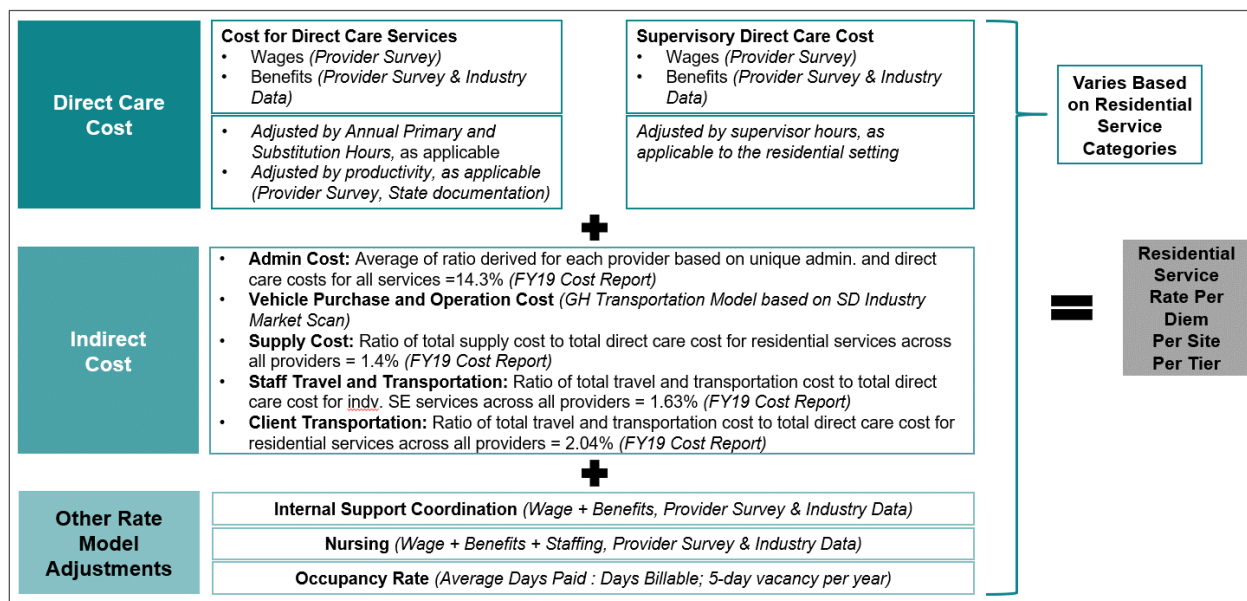 Direct Care
Cost
Cost for Direct Care Services
• Wages (Provider Survey)
• Benefits (Provider Survey & Industry
Data)
• Adjusted by Annual Primary and
Substitution Hours, as applicable
• Adjusted by productivity, as applicable
(Provider Survey, State documentation)
Supervisory Direct Care Cost
• Wages (Provider Survey)
• Benefits (Provider Survey & Industry
Data)
Adjusted by supervisor hours, as
applicable to the residential setting
Varies Based
on Residential
Service
Categories
+
Indirect
Cost
• Admin Cost: Average of ratio derived for each provider based on unique admin. and direct
care costs for all services =14.3% (FY19 Cost Report)
• Vehicle Purchase and Operation Cost (GH Transportation Model based on SD Industry
Market Scan)
• Supply Cost: Ratio of total supply cost to total direct care cost for residential services across
all providers = 1.4% (FY19 Cost Report)
• Staff Travel and Transportation: Ratio of total travel and transportation cost to total direct
care cost for indv. SE services across all providers = 1.63% (FY19 Cost Report)
• Client Transportation: Ratio of total travel and transportation cost to total direct care cost for
residential services across all providers = 2.04% (FY19 Cost Report)
=
Residential
Service
Rate Per
Diem
Per Site
Per Tier
+
Other Rate
Model
Adjustments
Internal Support Coordination (Wage + Benefits, Provider Survey & Industry Data)
Nursing (Wage + Benefits + Staffing, Provider Survey & Industry Data)
Occupancy Rate (Average Days Paid : Days Billable; 5-day vacancy per year)